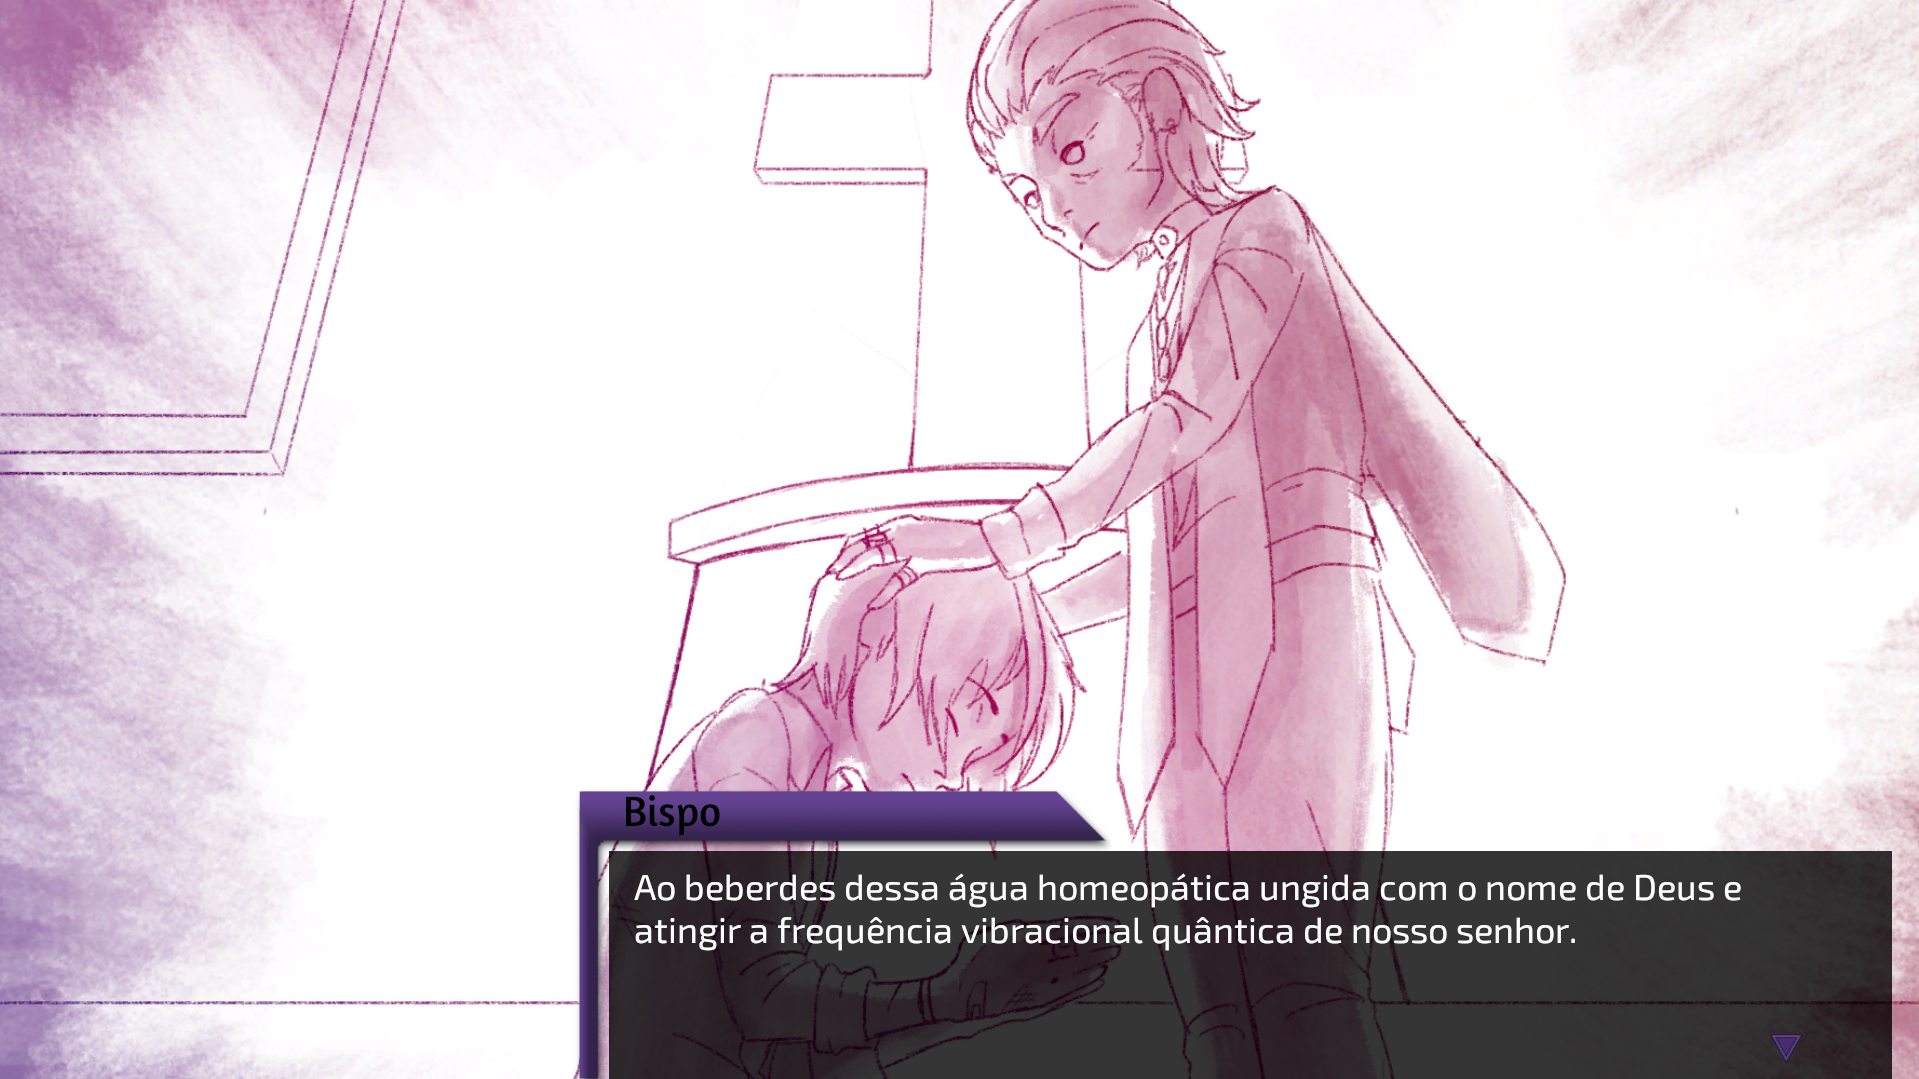 Bispo
Ao beberdes dessa água homeopática ungida com o nome de Deus e
atingir a frequência vibracional quântica de nosso senhor.